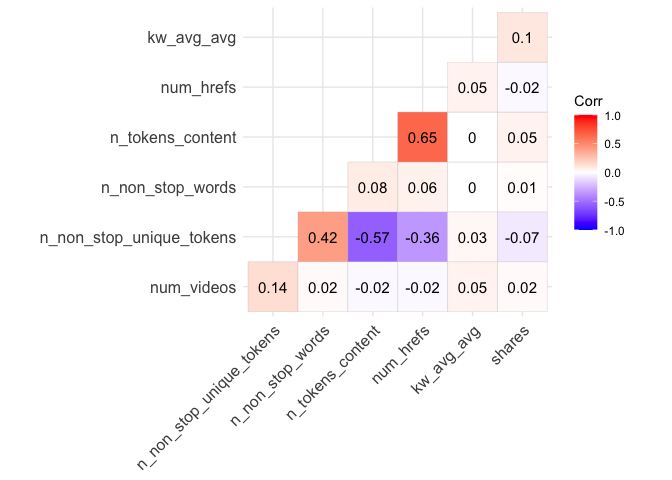 kw_avg_avg 0.1
num_hrefs 0.05 -0.02
n_tokens_content 0.65 0 0.05
n_non_stop_words 0.08 0.06 0 0.01
n_non_stop_unique_tokens 0.42 -0.57 -0.36 0.03 -0.07
num_videos 0.14 0.02 -0.02 -0.02 0.05 0.02
n_non_stop_unique_tokens
n_non_stop_words
n_tokens_content
num_hrefs
kw_avg_avg
shares
Corr
1.0
0.5
0.0
-0.5
-1.0